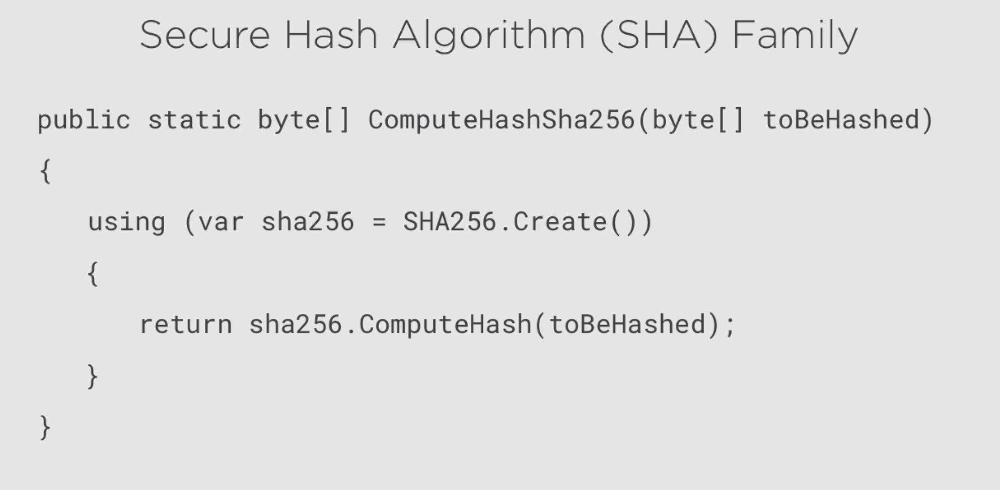 Secure Hash Algorithm (SHA) Family
public static byte[] ComputeHashSha256(byte[] toBeHashed)
{
using (var sha256 = SHA256.Create())
{
return sha256.ComputeHash(toBeHashed);
}
}